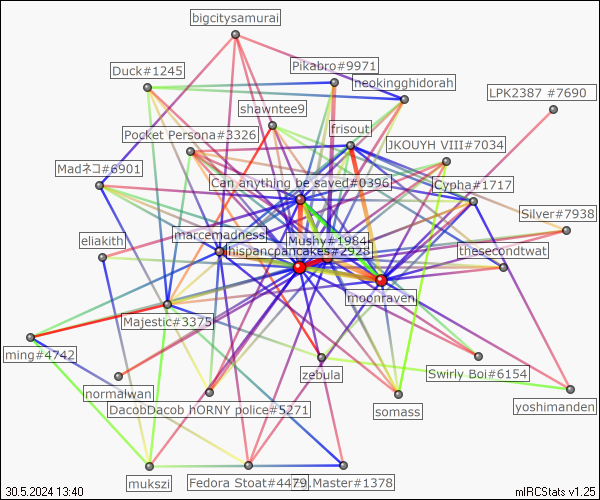 bigcitysamurai
Pikabro#9971
Duck#1245
neokingghidorah
LPK2387 #7690
shawntee9
frisout
Pocket Persona#3326
JKOUYH VIII#7034
Madネコ#6901
Can anything be saved#0396
Cypha#1717
Silver#7938
eliakith
marcemadness
Mushy#1984
hispancpancakes#2928
thesecondtwat
moonraven
Majestic#3375
ming#4742
zebula
Swirly Boi#6154
normalwan
DacobDacob hORNY police#5271
somass
yoshimanden
mukszi
Fedora Stoat#4479
.Master#1378
30.5.2024 13:40
mIRCStats v1.25